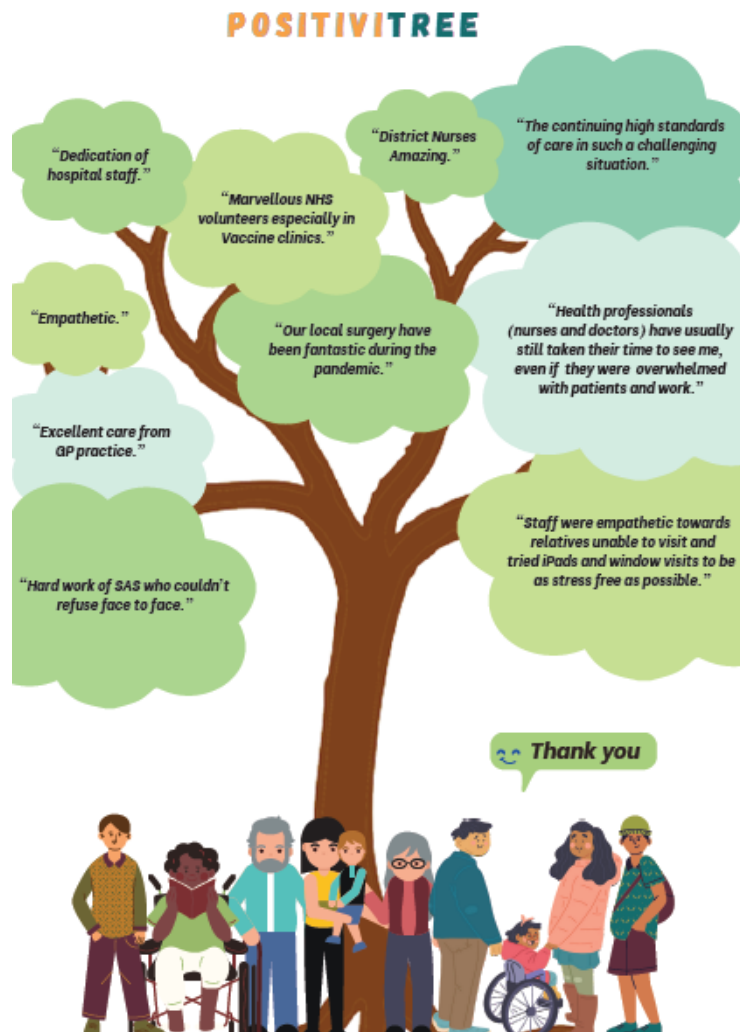 POSITIVITREE
“Dedication of
hospital staff.”
“Marvellous NHS
volunteers especially in
Vaccine clinics.”
“District Nurses
Amazing.”
“The continuing high standards
of care in such a challenging
situation.”
“Empathetic.”
“Our local surgery have
been fantastic during the
pandemic.”
“Health professionals
(nurses and doctors) have usually
still taken their time to see me,
even if they were overwhelmed
with patients and work.”
“Excellent care from
GP practice.”
“Hard work of SAS who couldn’t
refuse face to face.”
“Staff were empathetic towards
relatives unable to visit and
tried iPads and window visits to be
as stress free as possible.”
Thank you